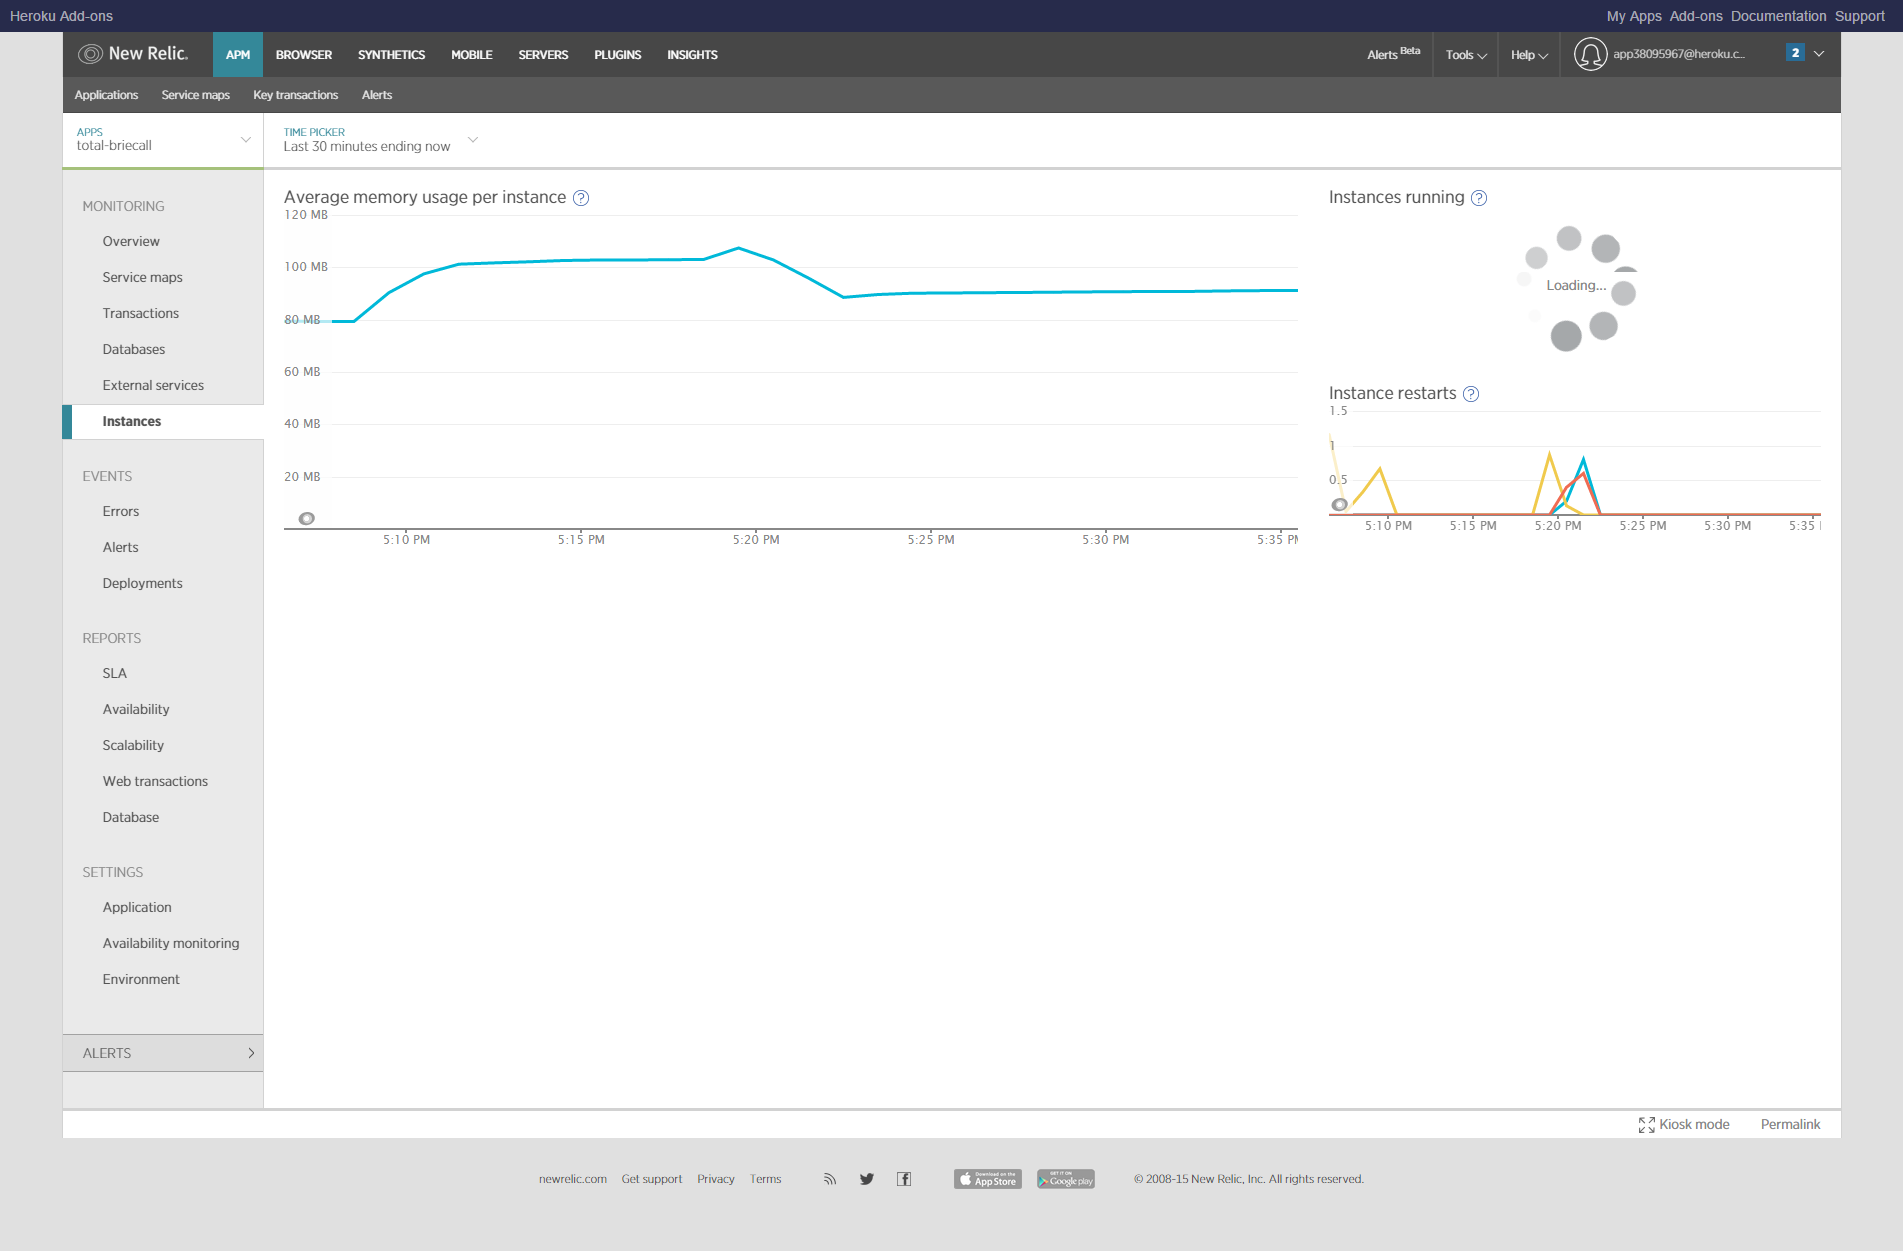 Heroku Add-ons
My Apps Add-ons Documentation Support
New Relic.
APM BROWSER SYNTHETICS MOBILE SERVERS PLUGINS INSIGHTS
Alerts Beta Tools Help app38095967@heroku.c... 2
Applications Service maps Key transactions Alerts
APPS
total-briecall
TIME PICKER
Last 30 minutes ending now
MONITORING
Overview
Service maps
Transactions
Databases
External services
Instances
EVENTS
Errors
Alerts
Deployments
REPORTS
SLA
Availability
Scalability
Web transactions
Database
SETTINGS
Application
Availability monitoring
Environment
ALERTS
Average memory usage per instance ?
120 MB
100 MB
80 MB
60 MB
40 MB
20 MB
5:10 PM 5:15 PM 5:20 PM 5:25 PM 5:30 PM 5:35 PM
Instances running ?
Loading...
Instance restarts ?
1.5
1
0.5
5:10 PM 5:15 PM 5:20 PM 5:25 PM 5:30 PM 5:35
Kiosk mode Permalink
newrelic.com Get support Privacy Terms
Download on the App Store
GET IT ON Google play
© 2008-15 New Relic, Inc. All rights reserved.